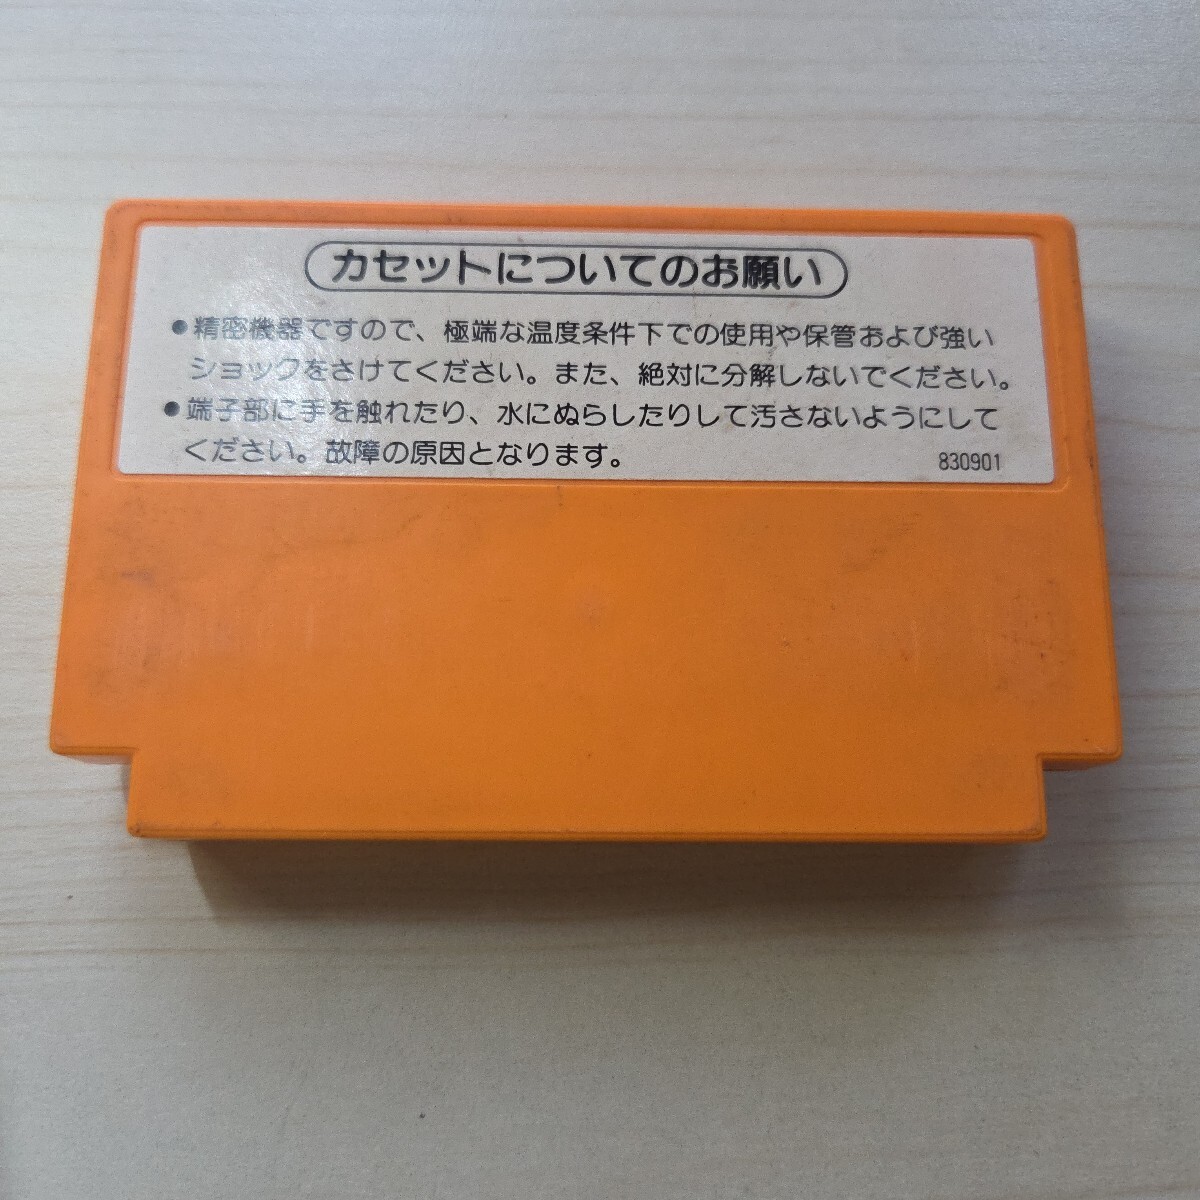 カセットについてのお願い
●精密機器ですので、極端な温度条件下での使用や保管および強い
ショックをさけてください。また、絶対に分解しないでください。
●端子部に手を触れたり、水にぬらしたりして汚さないようにして
ください。故障の原因となります。
830901